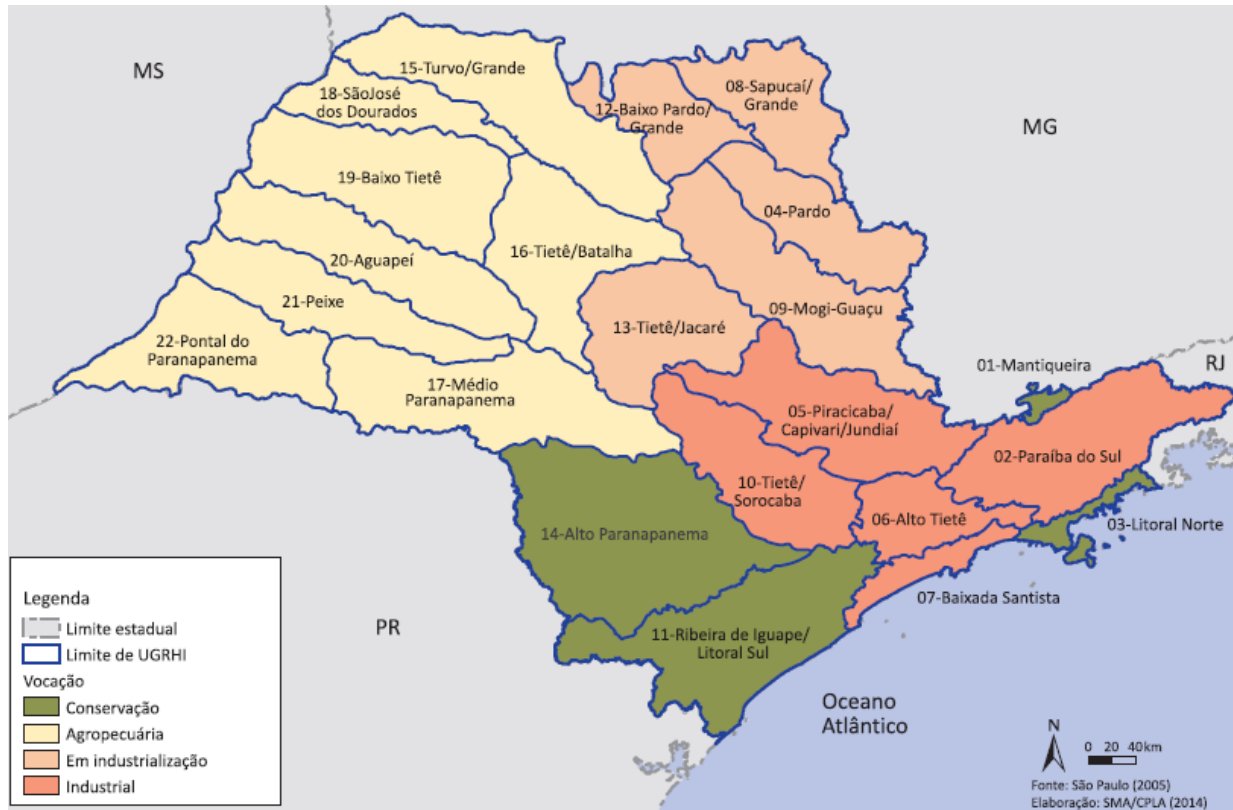 MS
15-Turvo/Grande
18-SãoJosé
dos Dourados
12-Baixo Pardo/
Grande
08-Sapucaí/
Grande
MG
19-Baixo Tietê
04-Pardo
16-Tietê/Batalha
20-Aguapeí
21-Peixe
09-Mogi-Guaçu
13-Tietê/Jacaré
22-Pontal do
Paranapanema
17-Médio
Paranapanema
01-Mantiqueira
RJ
05-Piracicaba/
Capivari/Jundiaí
02-Paraíba do Sul
10-Tietê/
Sorocaba
06-Alto Tietê
03-Litoral Norte
14-Alto Paranapanema
07-Baixada Santista
PR
11-Ribeira de Iguape/
Litoral Sul
Oceano
Atlântico
Legenda
Limite estadual
Limite de UGRHI
Vocação
Conservação
Agropecuária
Em industrialização
Industrial
N
0 20 40km
Fonte: São Paulo (2005)
Elaboração: SMA/CPLA (2014)